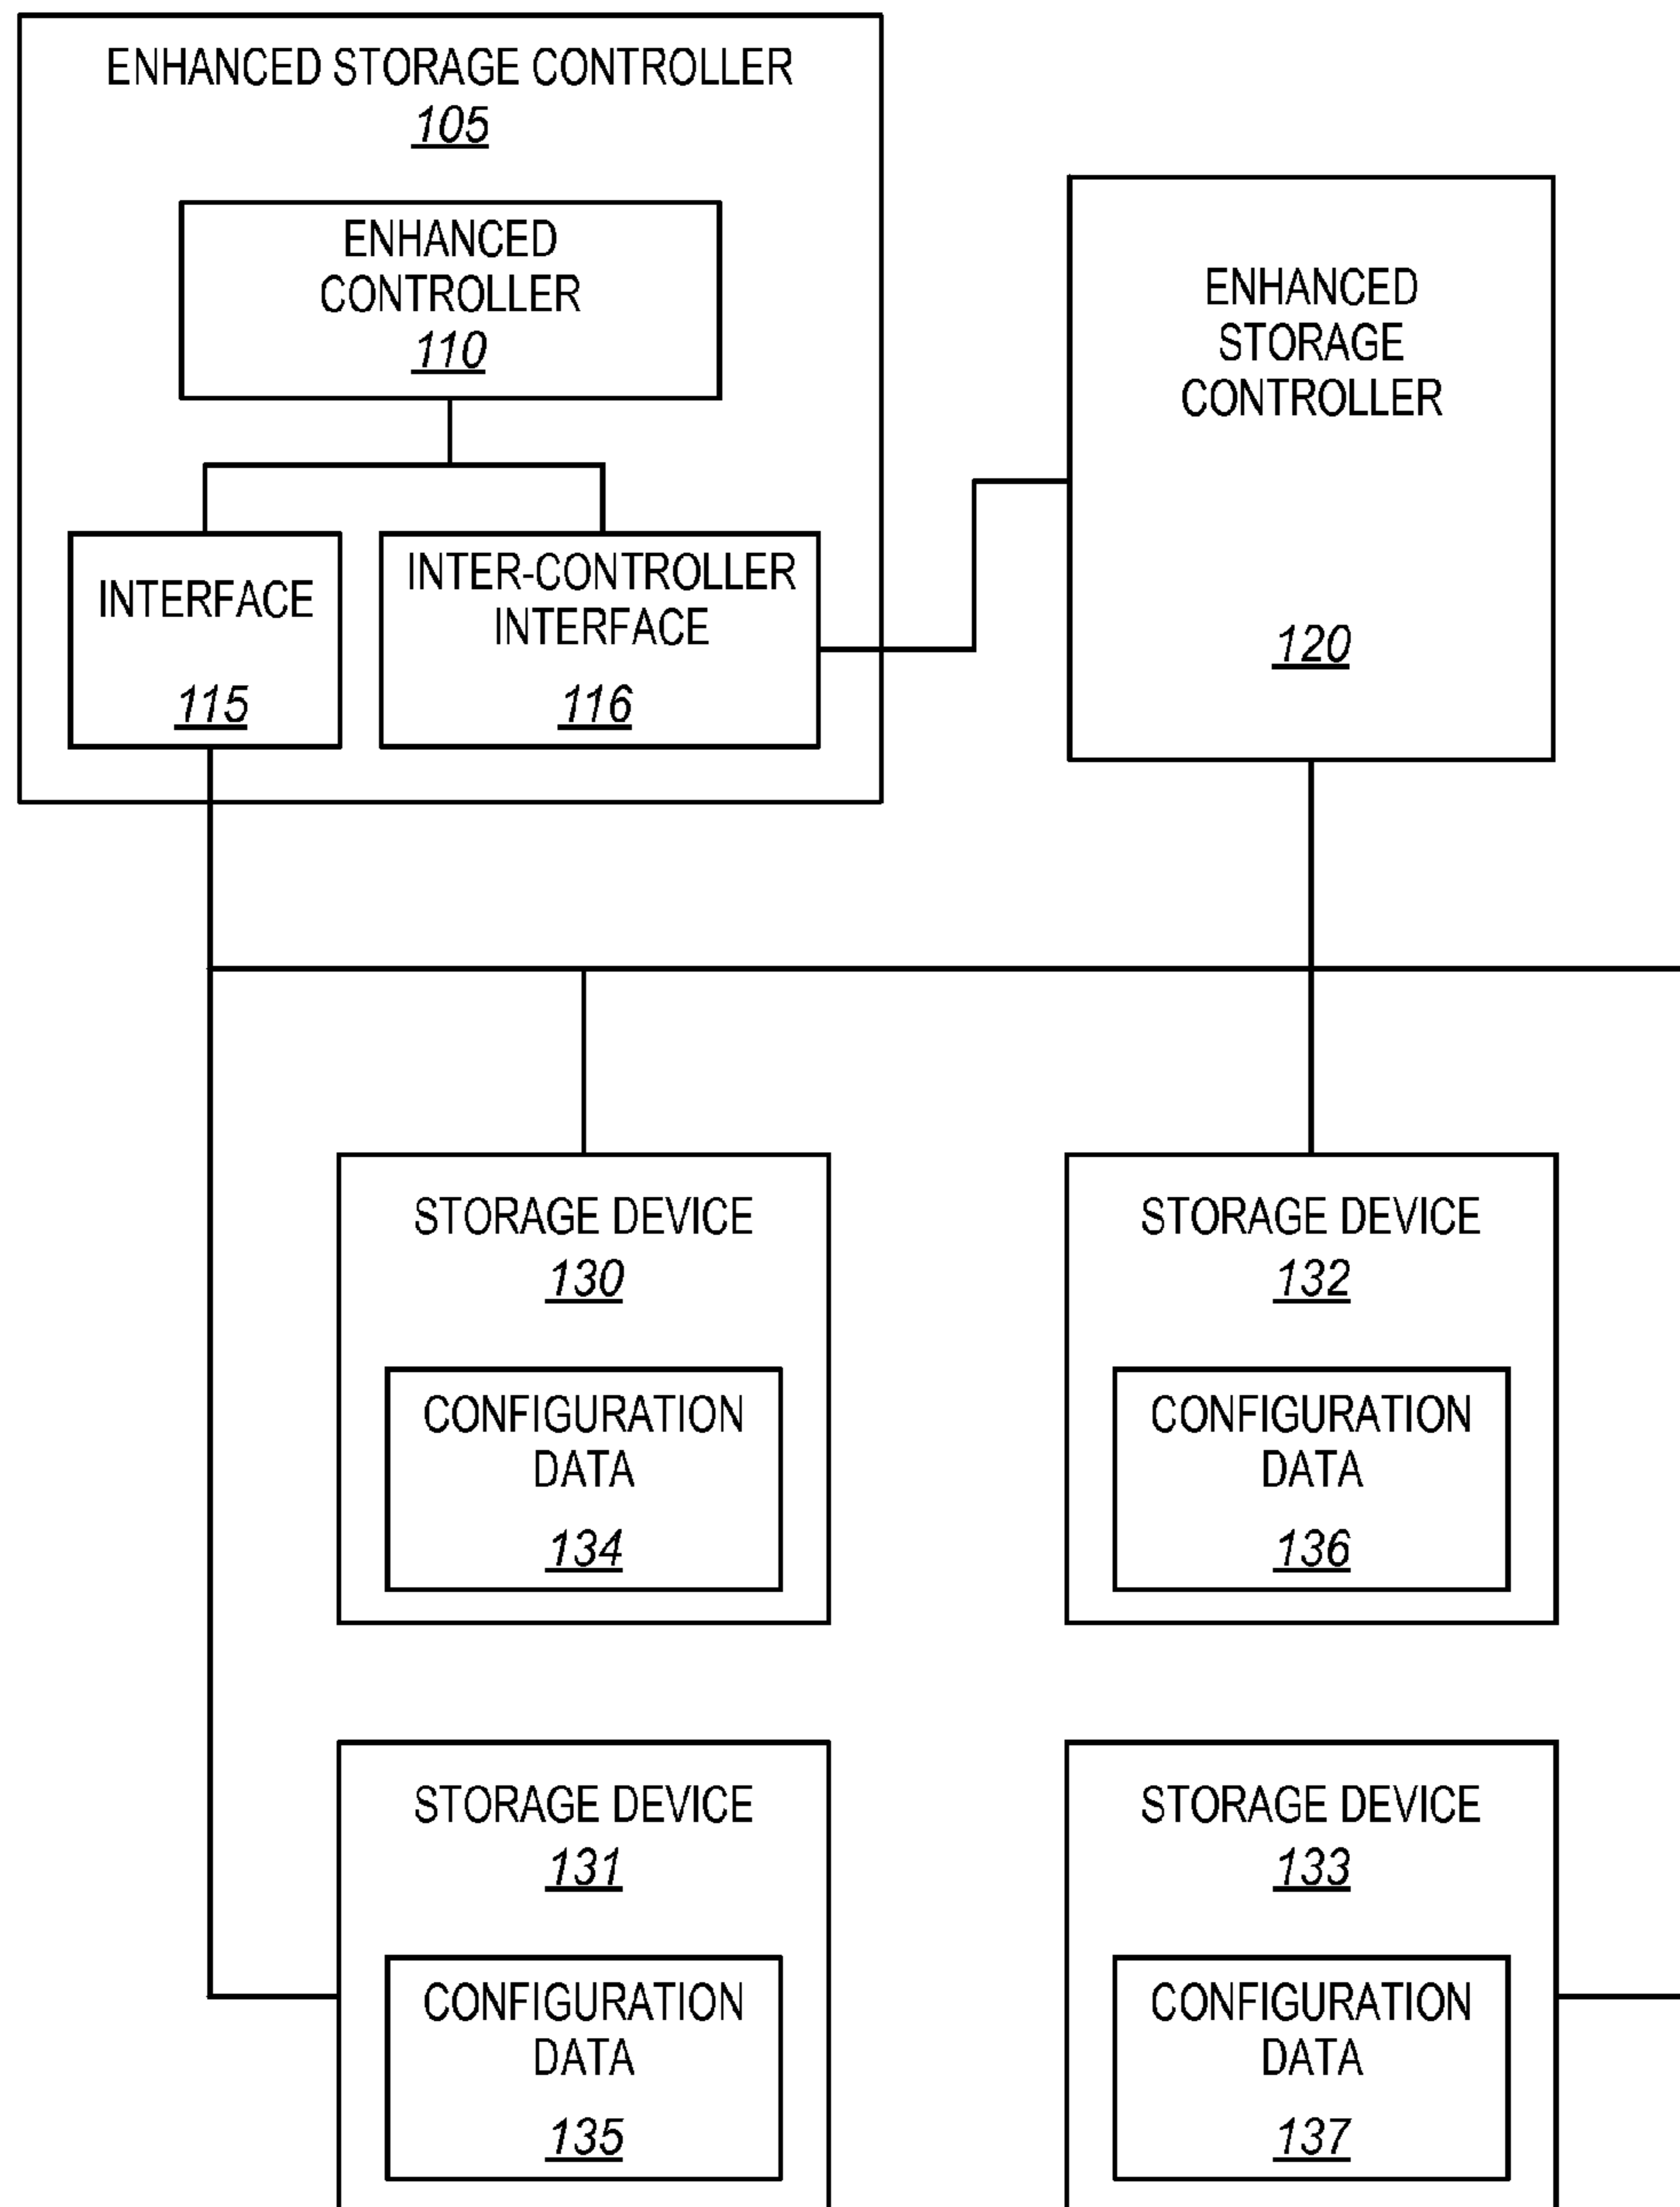 ENHANCED STORAGE CONTROLLER
105
ENHANCED
CONTROLLER
110
INTERFACE
115
INTER-CONTROLLER
INTERFACE
116
ENHANCED
STORAGE
CONTROLLER
120
STORAGE DEVICE
130
CONFIGURATION
DATA
134
STORAGE DEVICE
132
CONFIGURATION
DATA
136
STORAGE DEVICE
131
CONFIGURATION
DATA
135
STORAGE DEVICE
133
CONFIGURATION
DATA
137